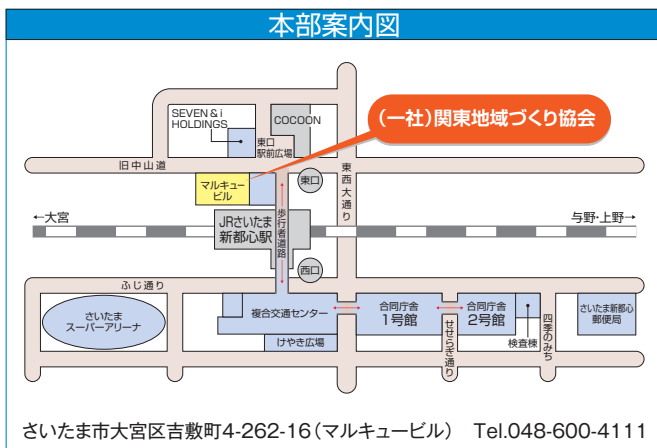 本部案内図
SEVEN & i
HOLDINGS
COCOON
(一社)関東地域づくり協会
東口
駅前広場
旧中山道
マルキュー
ビル
東口
東西大通り
←大宮
JRさいたま
新都心駅
歩行者道路
与野・上野→
西口
ふじ通り
さいたま
スーパーアリーナ
複合交通センター
合同庁舎
1号館
合同庁舎
2号館
さいたま新都心
郵便局
けやき広場
せせらぎ通り
検査棟
四季のみち
さいたま市大宮区吉敷町4-262-16(マルキュービル) Tel.048-600-4111